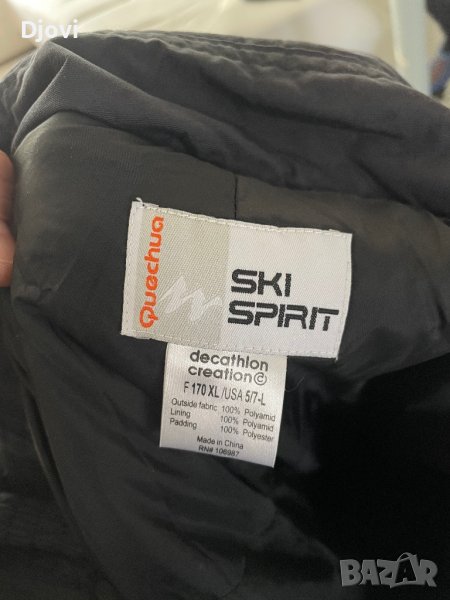 Djovi
Quechua
SKI
SPIRIT
decathlon
creation©
F 170 XL /USA 5/7-L
Outside fabric 100% Polyamid
Lining 100% Polyamid
Padding 100% Polyester
Made in China
RN# 106987
BAZAR